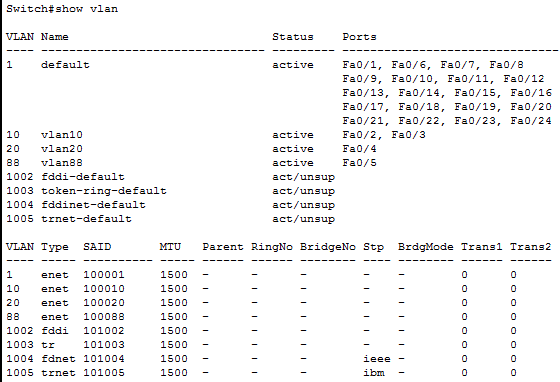 Switch#show vlan
VLAN Name                             Status    Ports
---- -------------------------------- --------- -------------------------------
1    default                          active    Fa0/1, Fa0/6, Fa0/7, Fa0/8
                                                Fa0/9, Fa0/10, Fa0/11, Fa0/12
                                                Fa0/13, Fa0/14, Fa0/15, Fa0/16
                                                Fa0/17, Fa0/18, Fa0/19, Fa0/20
                                                Fa0/21, Fa0/22, Fa0/23, Fa0/24
10   vlan10                           active    Fa0/2, Fa0/3
20   vlan20                           active    Fa0/4
88   vlan88                           active    Fa0/5
1002 fddi-default                     act/unsup
1003 token-ring-default               act/unsup
1004 fddinet-default                  act/unsup
1005 trnet-default                    act/unsup
VLAN Type  SAID       MTU   Parent RingNo BridgeNo Stp  BrdgMode Trans1 Trans2
---- ----- ---------- ----- ------ ------ -------- ---- -------- ------ ------
1    enet  100001     1500  -      -      -        -    -        0      0
10   enet  100010     1500  -      -      -        -    -        0      0
20   enet  100020     1500  -      -      -        -    -        0      0
88   enet  100088     1500  -      -      -        -    -        0      0
1002 fddi  101002     1500  -      -      -        -    -        0      0
1003 tr    101003     1500  -      -      -        -    -        0      0
1004 fdnet 101004     1500  -      -      -        ieee -        0      0
1005 trnet 101005     1500  -      -      -        ibm  -        0      0